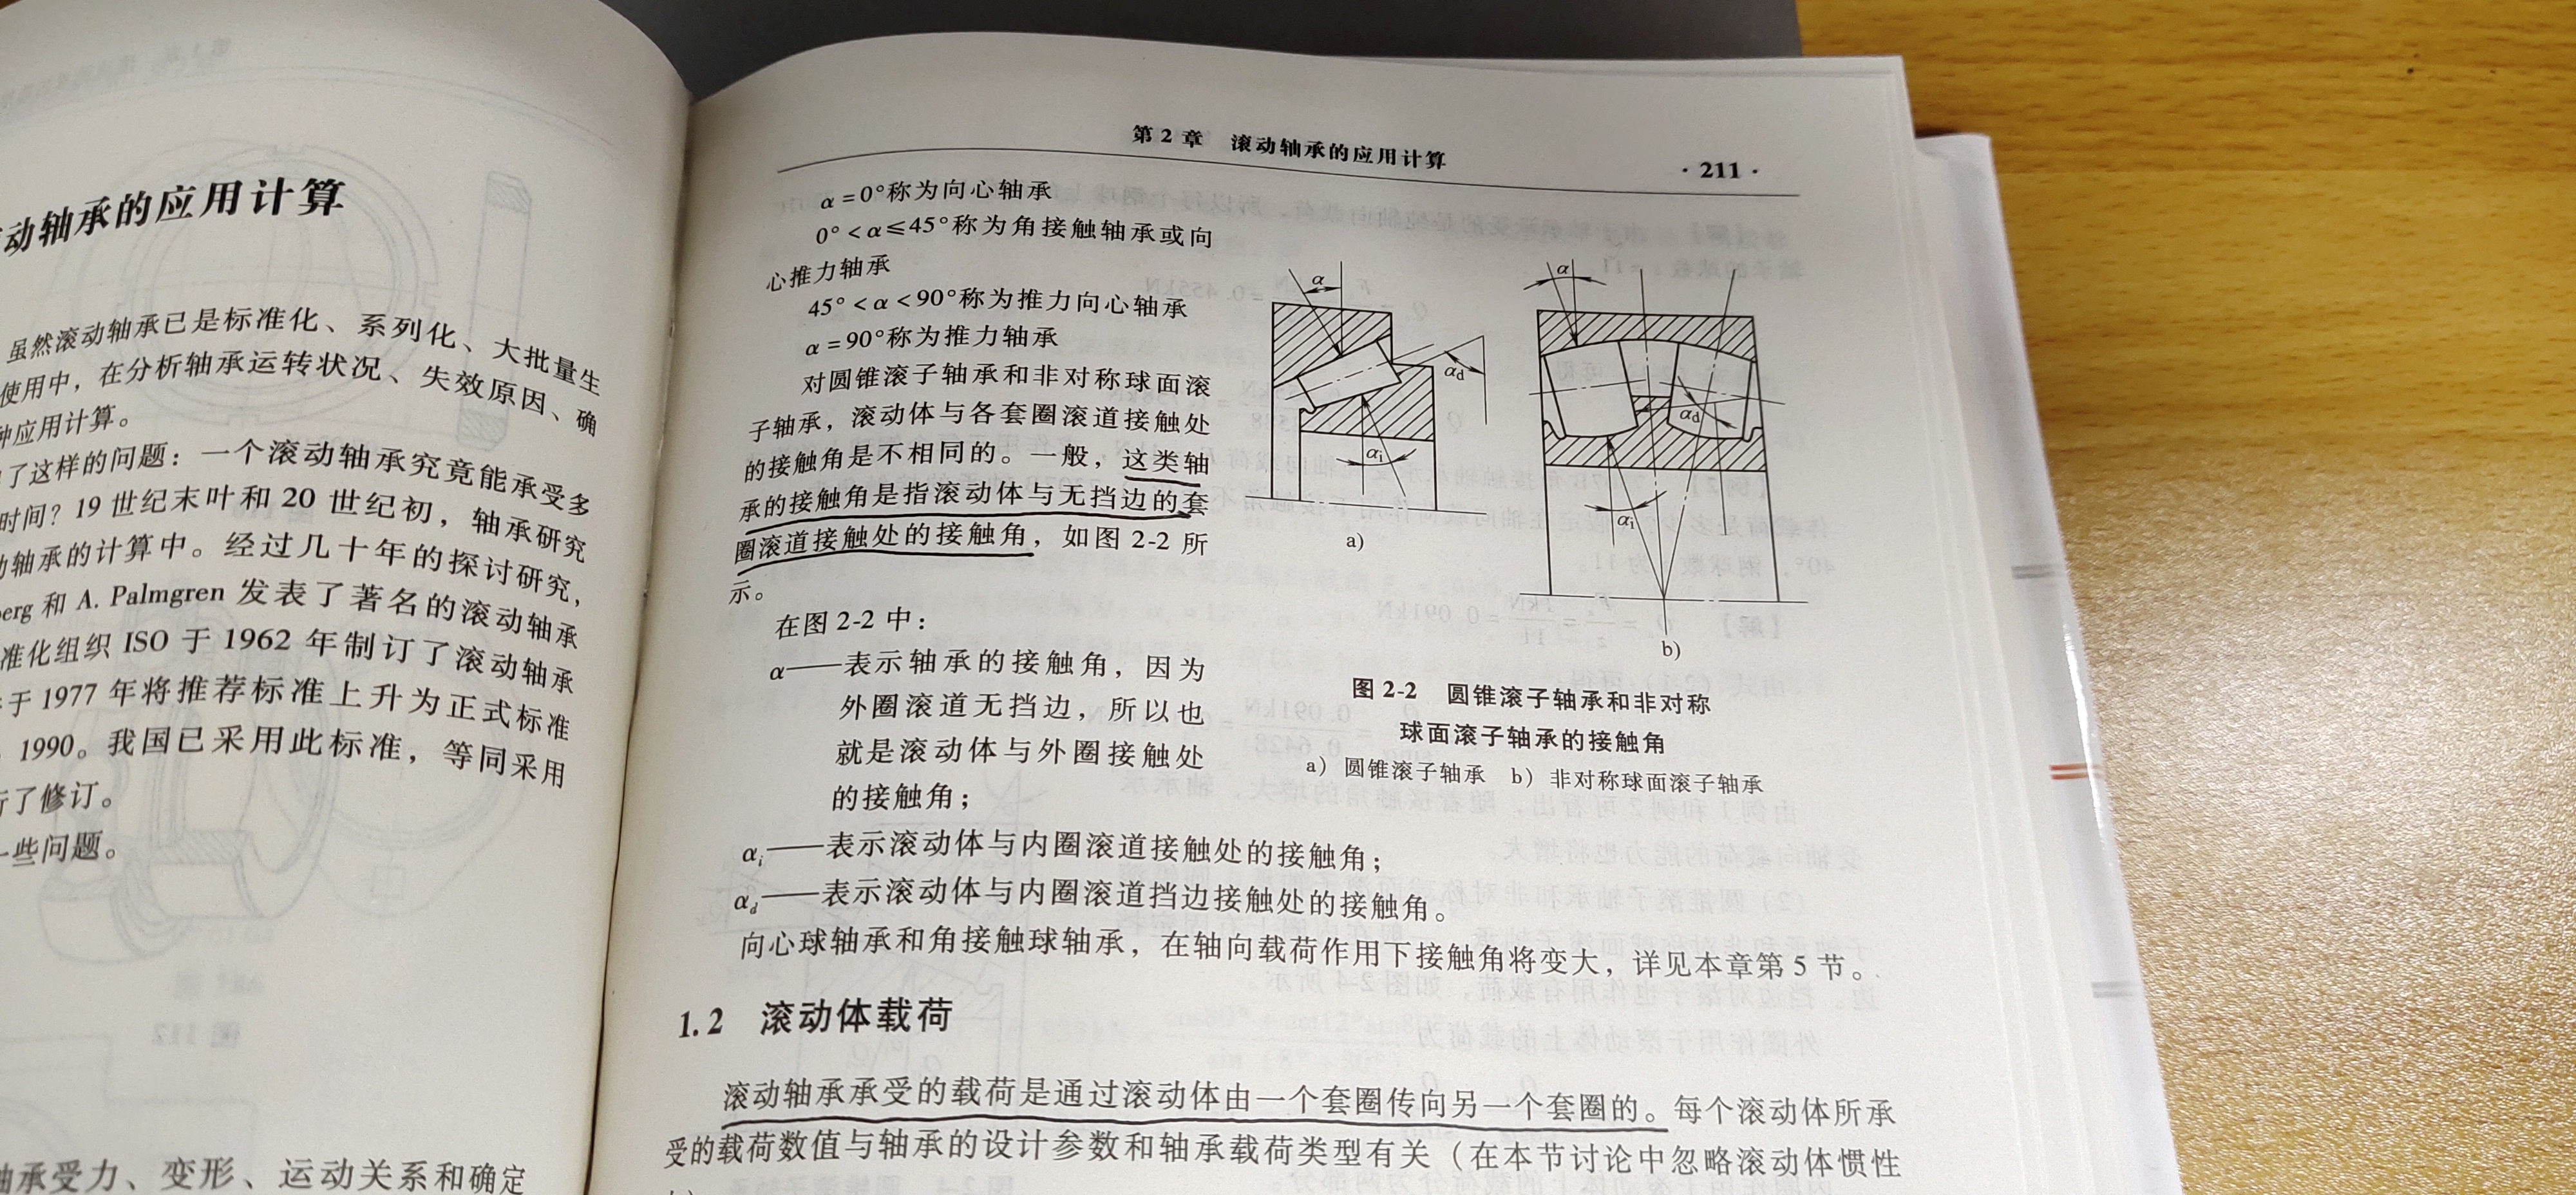 动轴承的应用计算
虽然滚动轴承已是标准化、系列化、大批量生
使用中，在分析轴承运转状况、失效原因、确
种应用计算。
了这样的问题：一个滚动轴承究竟能承受多
时间？19 世纪末叶和 20 世纪初，轴承研究
轴承的计算中。经过几十年的探讨研究，
berg 和 A. Palmgren 发表了著名的滚动轴承
准化组织 ISO 于 1962 年制订了滚动轴承
于 1977 年将推荐标准上升为正式标准
1990。我国已采用此标准，等同采用
行了修订。
一些问题。
轴承受力、变形、运动关系和确定
第 2 章 滚动轴承的应用计算
· 211 ·
α = 0°称为向心轴承
0° < α ≤ 45°称为角接触轴承或向
心推力轴承
45° < α < 90°称为推力向心轴承
α = 90°称为推力轴承
对圆锥滚子轴承和非对称球面滚
子轴承，滚动体与各套圈滚道接触处
的接触角是不相同的。一般，这类轴
承的接触角是指滚动体与无挡边的套
圈滚道接触处的接触角，如图 2-2 所
示。
在图 2-2 中：
α——表示轴承的接触角，因为
外圈滚道无挡边，所以也
就是滚动体与外圈接触处
的接触角；
αi——表示滚动体与内圈滚道接触处的接触角；
αd——表示滚动体与内圈滚道挡边接触处的接触角。
向心球轴承和角接触球轴承，在轴向载荷作用下接触角将变大，详见本章第 5 节。
α
αd
αi
a)
α
αd
αi
b)
图 2-2 圆锥滚子轴承和非对称
球面滚子轴承的接触角
a) 圆锥滚子轴承 b) 非对称球面滚子轴承
1.2 滚动体载荷
滚动轴承承受的载荷是通过滚动体由一个套圈传向另一个套圈的。每个滚动体所承
受的载荷数值与轴承的设计参数和轴承载荷类型有关（在本节讨论中忽略滚动体惯性